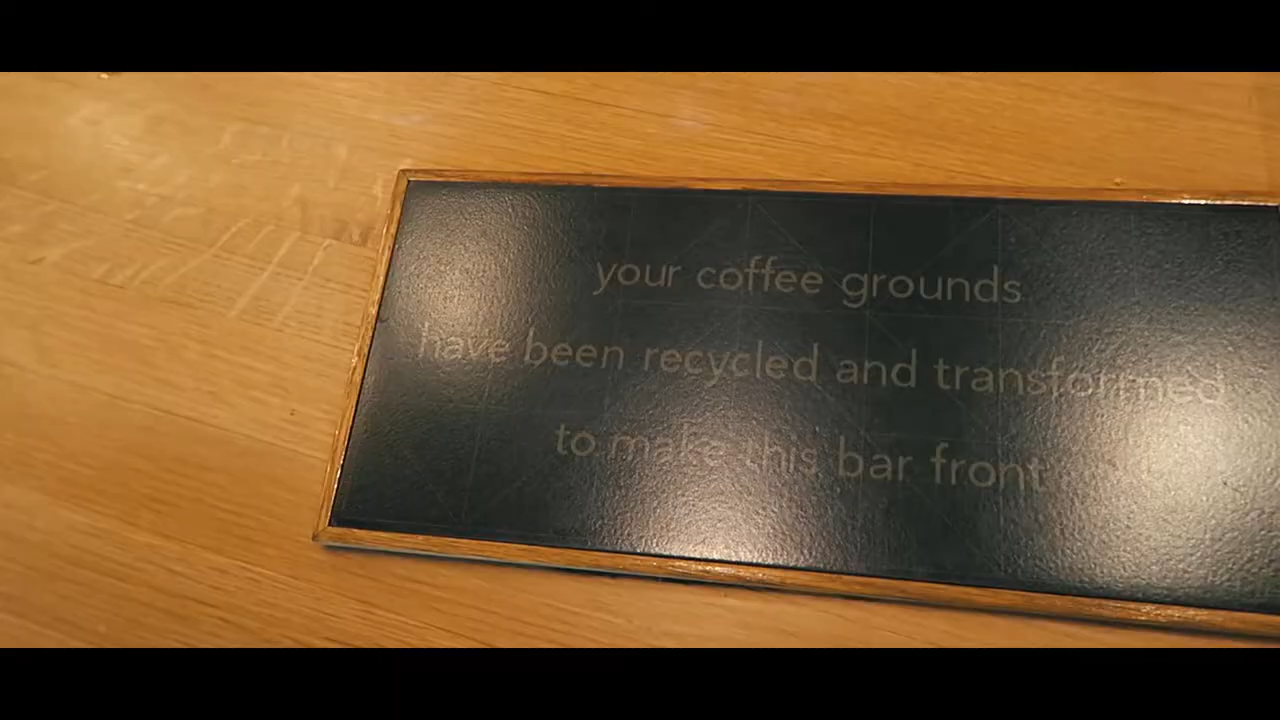 your coffee grounds
have been recycled and transformed
to make this bar front